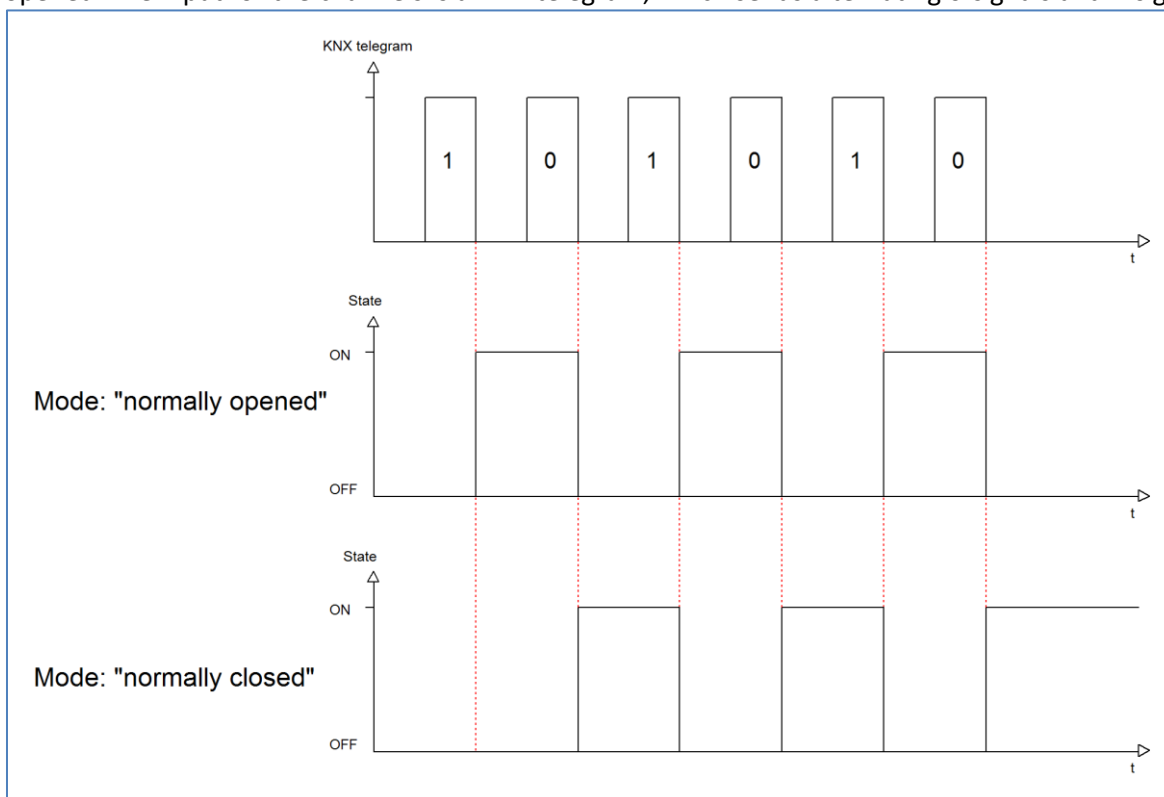 KNX telegram
1 0 1 0 1 0
t
State
ON
Mode: "normally opened"
OFF
t
State
ON
Mode: "normally closed"
OFF
t